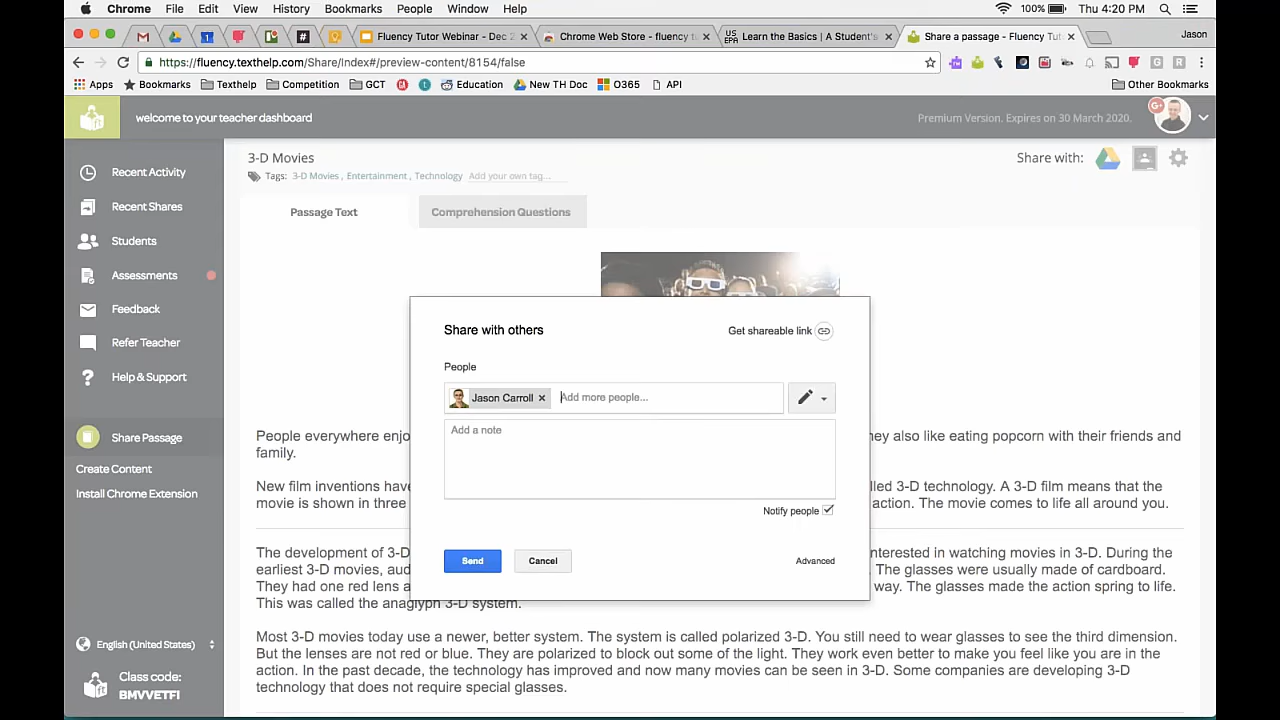 Chrome File Edit View History Bookmarks People Window Help 100% Thu 4:20 PM
Fluency Tutor Webinar - Dec 2 Chrome Web Store - fluency tu US EPA Learn the Basics | A Student's Share a passage - Fluency Tut Jason
https://fluency.texthelp.com/Share/Index#/preview-content/8154/false
Apps Bookmarks Texthelp Competition GCT Education New TH Doc O365 API Other Bookmarks
welcome to your teacher dashboard Premium Version. Expires on 30 March 2020.
Recent Activity
Recent Shares
Students
Assessments
Feedback
Refer Teacher
Help & Support
Share Passage
Create Content
Install Chrome Extension
English (United States)
Class code:
BMVVETFI
3-D Movies Share with:
Tags: 3-D Movies , Entertainment , Technology Add your own tag...
Passage Text Comprehension Questions
Share with others Get shareable link
People
Jason Carroll Add more people...
Add a note
Notify people
Send Cancel Advanced
People everywhere enjo hey also like eating popcorn with their friends and
family.
New film inventions have lled 3-D technology. A 3-D film means that the
movie is shown in three action. The movie comes to life all around you.
The development of 3-D interested in watching movies in 3-D. During the
earliest 3-D movies, aud The glasses were usually made of cardboard.
They had one red lens a way. The glasses made the action spring to life.
This was called the anaglyph 3-D system.
Most 3-D movies today use a newer, better system. The system is called polarized 3-D. You still need to wear glasses to see the third dimension.
But the lenses are not red or blue. They are polarized to block out some of the light. They work even better to make you feel like you are in the
action. In the past decade, the technology has improved and now many movies can be seen in 3-D. Some companies are developing 3-D
technology that does not require special glasses.